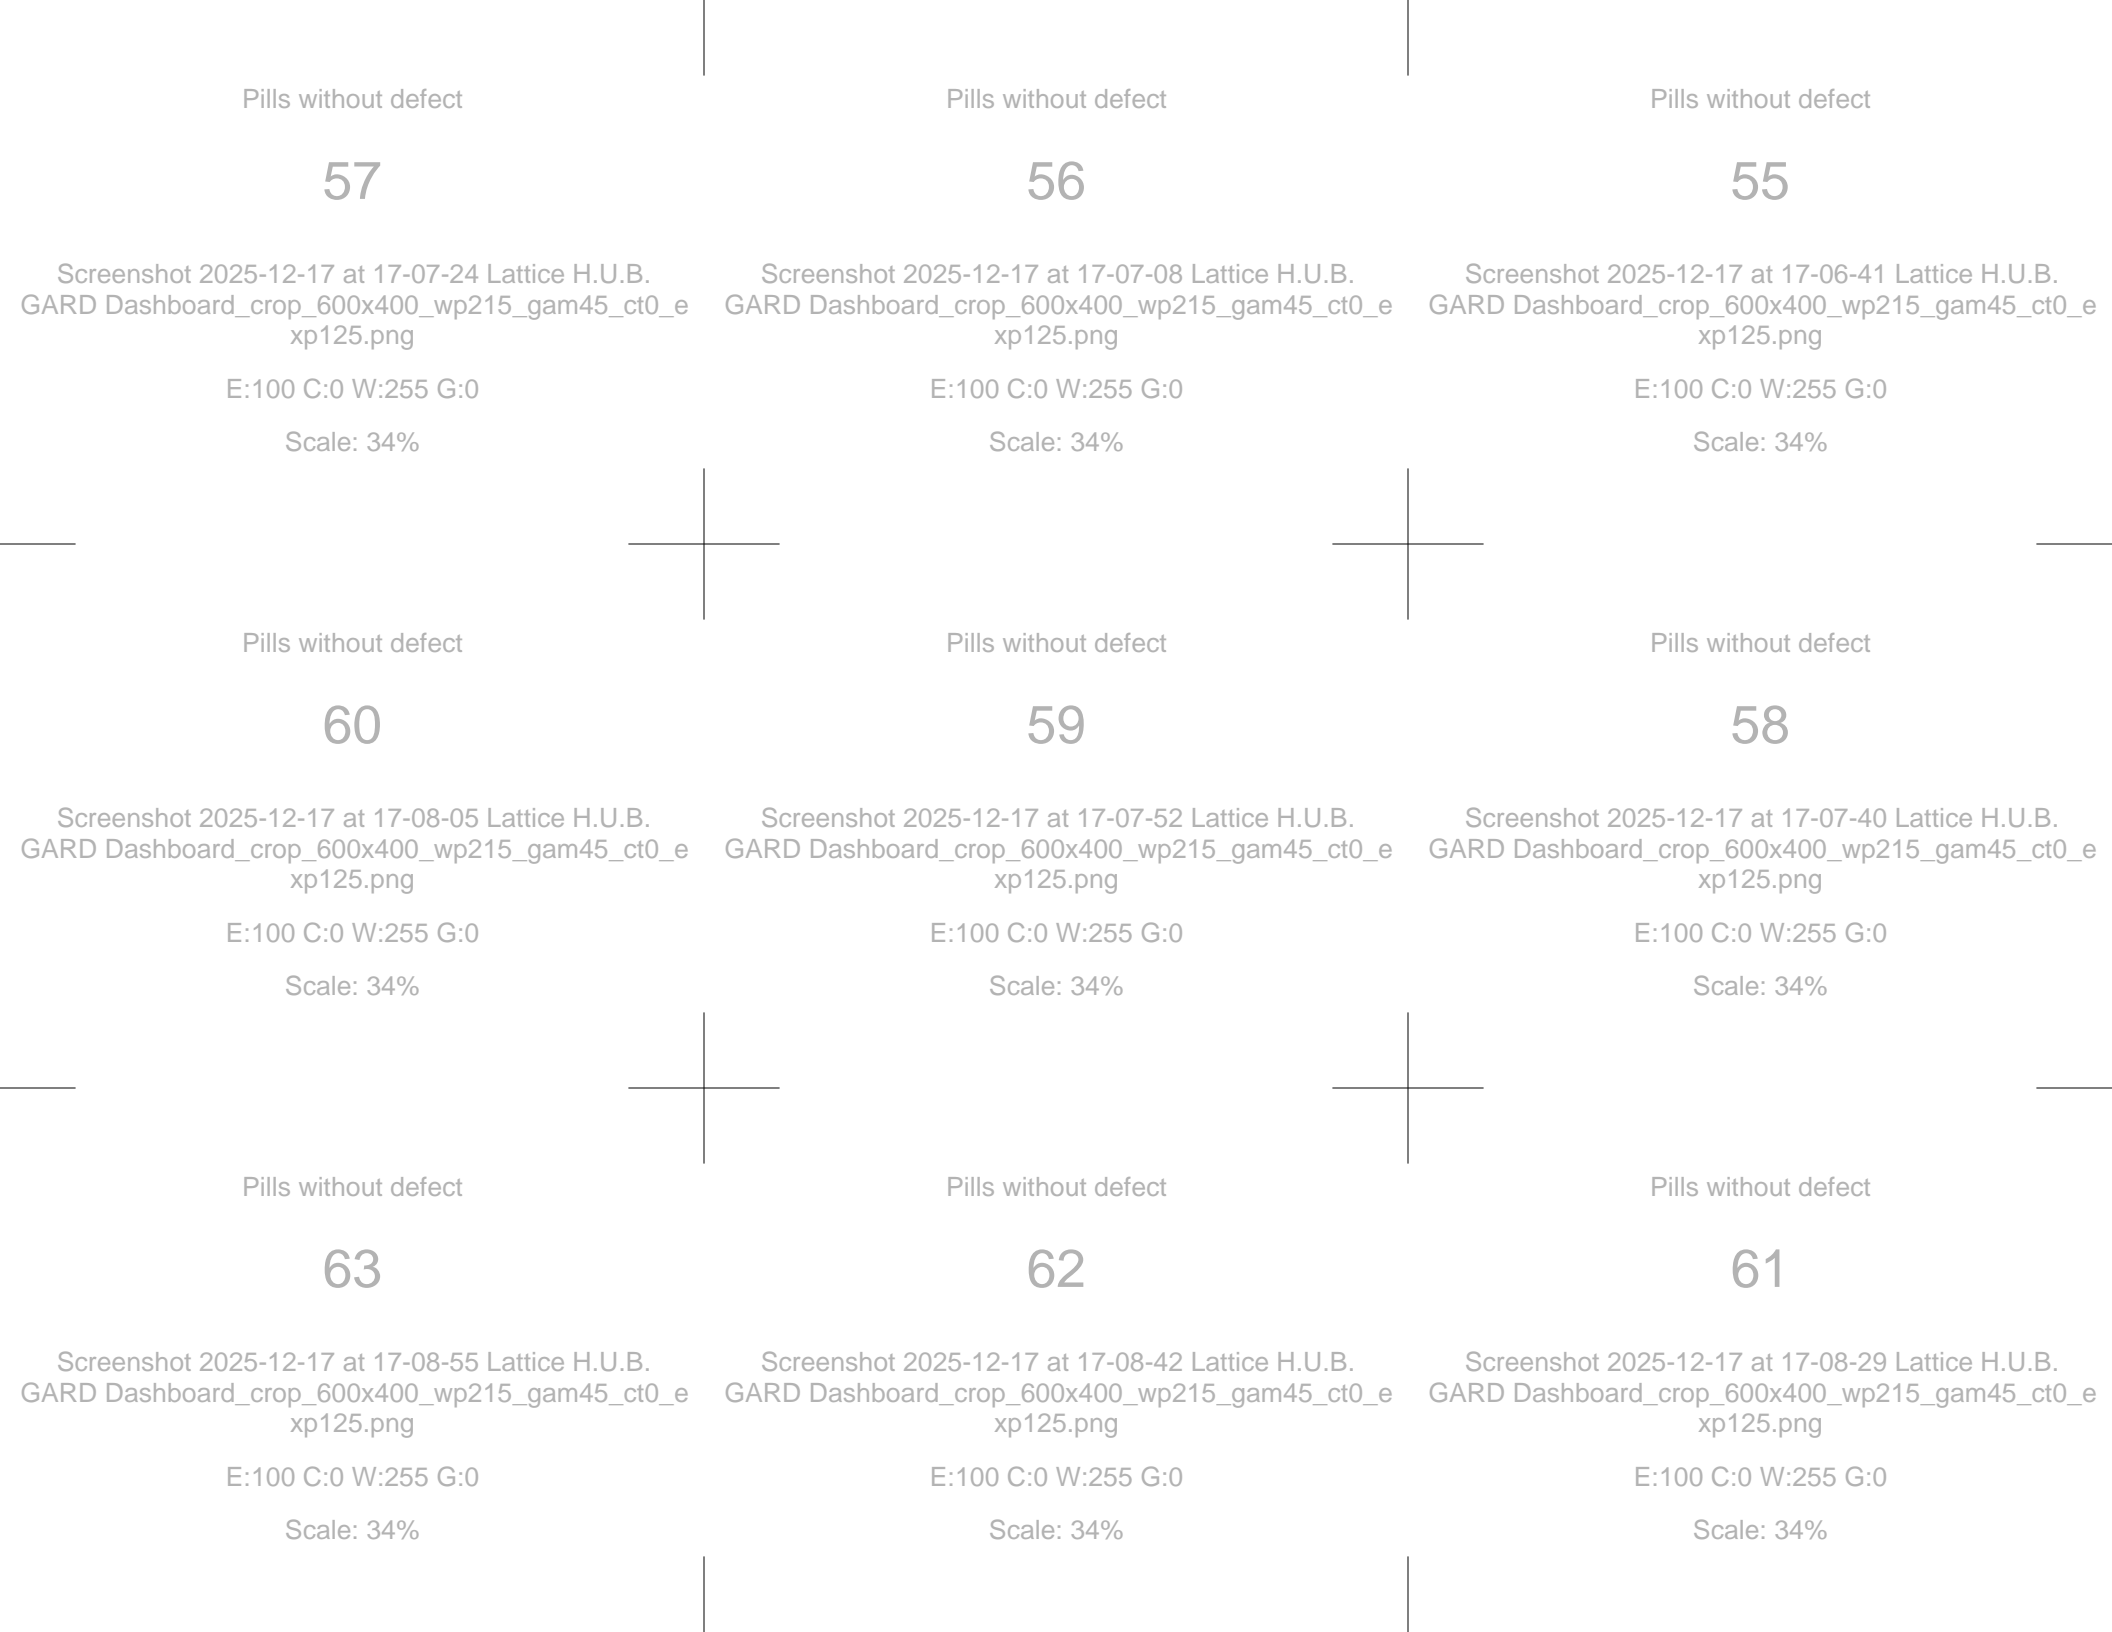 Pills without defect
57
Screenshot 2025-12-17 at 17-07-24 Lattice H.U.B.
GARD Dashboard_crop_600x400_wp215_gam45_ct0_e
xp125.png
E:100 C:0 W:255 G:0
Scale: 34%
Pills without defect
56
Screenshot 2025-12-17 at 17-07-08 Lattice H.U.B.
GARD Dashboard_crop_600x400_wp215_gam45_ct0_e
xp125.png
E:100 C:0 W:255 G:0
Scale: 34%
Pills without defect
55
Screenshot 2025-12-17 at 17-06-41 Lattice H.U.B.
GARD Dashboard_crop_600x400_wp215_gam45_ct0_e
xp125.png
E:100 C:0 W:255 G:0
Scale: 34%
Pills without defect
60
Screenshot 2025-12-17 at 17-08-05 Lattice H.U.B.
GARD Dashboard_crop_600x400_wp215_gam45_ct0_e
xp125.png
E:100 C:0 W:255 G:0
Scale: 34%
Pills without defect
59
Screenshot 2025-12-17 at 17-07-52 Lattice H.U.B.
GARD Dashboard_crop_600x400_wp215_gam45_ct0_e
xp125.png
E:100 C:0 W:255 G:0
Scale: 34%
Pills without defect
58
Screenshot 2025-12-17 at 17-07-40 Lattice H.U.B.
GARD Dashboard_crop_600x400_wp215_gam45_ct0_e
xp125.png
E:100 C:0 W:255 G:0
Scale: 34%
Pills without defect
63
Screenshot 2025-12-17 at 17-08-55 Lattice H.U.B.
GARD Dashboard_crop_600x400_wp215_gam45_ct0_e
xp125.png
E:100 C:0 W:255 G:0
Scale: 34%
Pills without defect
62
Screenshot 2025-12-17 at 17-08-42 Lattice H.U.B.
GARD Dashboard_crop_600x400_wp215_gam45_ct0_e
xp125.png
E:100 C:0 W:255 G:0
Scale: 34%
Pills without defect
61
Screenshot 2025-12-17 at 17-08-29 Lattice H.U.B.
GARD Dashboard_crop_600x400_wp215_gam45_ct0_e
xp125.png
E:100 C:0 W:255 G:0
Scale: 34%